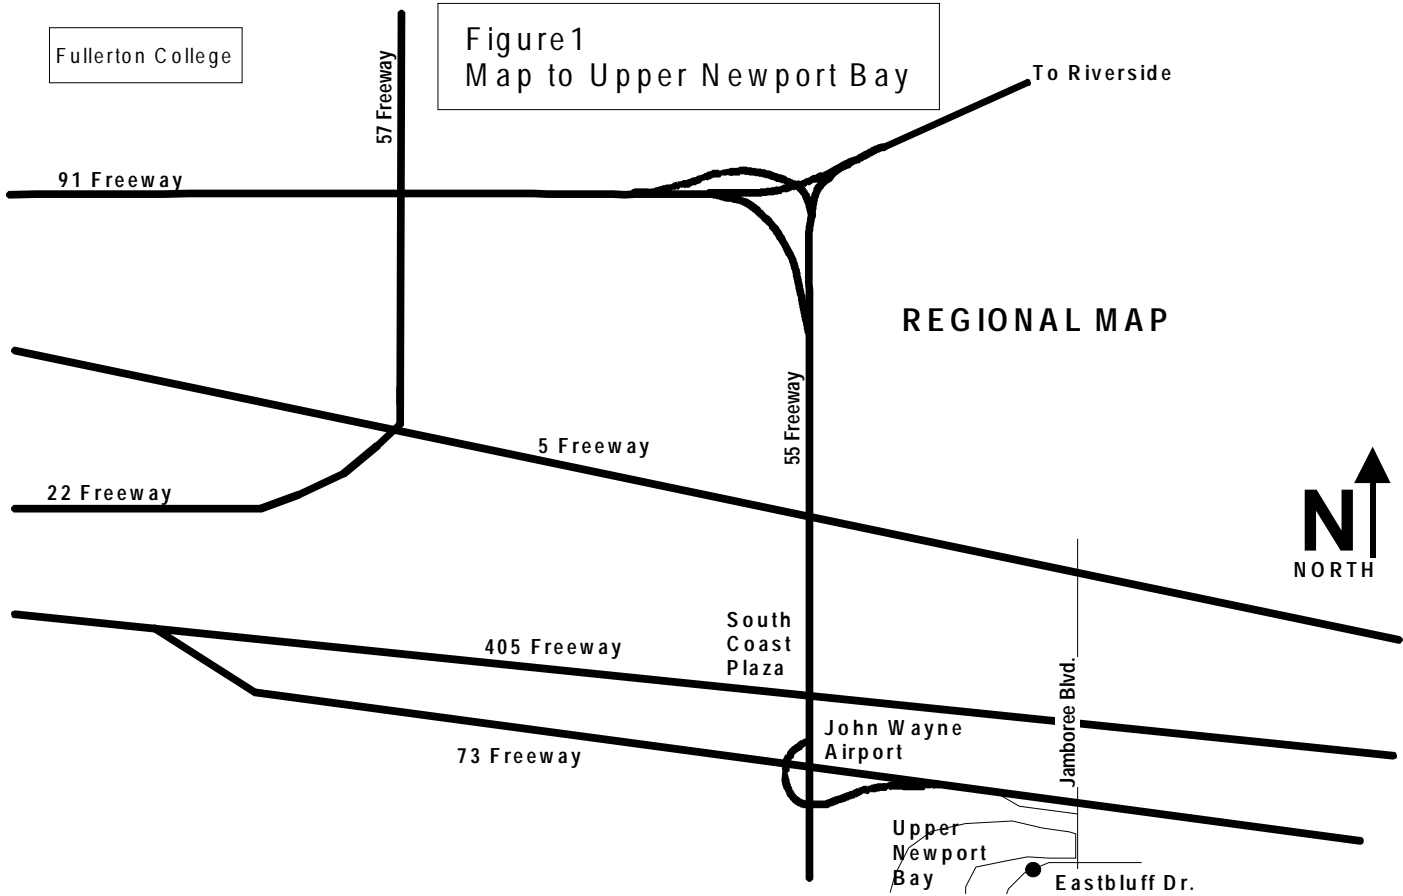 Fullerton College
Figure1
Map to Upper Newport Bay
To Riverside
57 Freeway
91 Freeway
REGIONAL MAP
55 Freeway
5 Freeway
22 Freeway
N
NORTH
South
Coast
Plaza
405 Freeway
Jamboree Blvd.
John Wayne
Airport
73 Freeway
Upper
Newport
Bay
Eastbluff Dr.